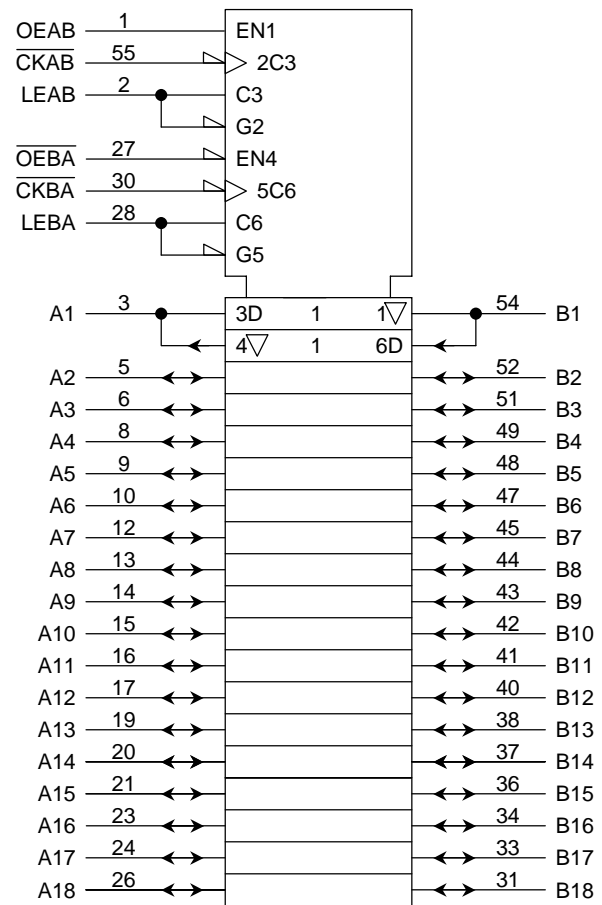 OEAB 1 EN1
CKAB 55 2C3
LEAB 2 C3
G2
OEBA 27 EN4
CKBA 30 5C6
LEBA 28 C6
G5
A1 3 3D 1 1▽ 54 B1
4▽ 1 6D
A2 5 52 B2
A3 6 51 B3
A4 8 49 B4
A5 9 48 B5
A6 10 47 B6
A7 12 45 B7
A8 13 44 B8
A9 14 43 B9
A10 15 42 B10
A11 16 41 B11
A12 17 40 B12
A13 19 38 B13
A14 20 37 B14
A15 21 36 B15
A16 23 34 B16
A17 24 33 B17
A18 26 31 B18